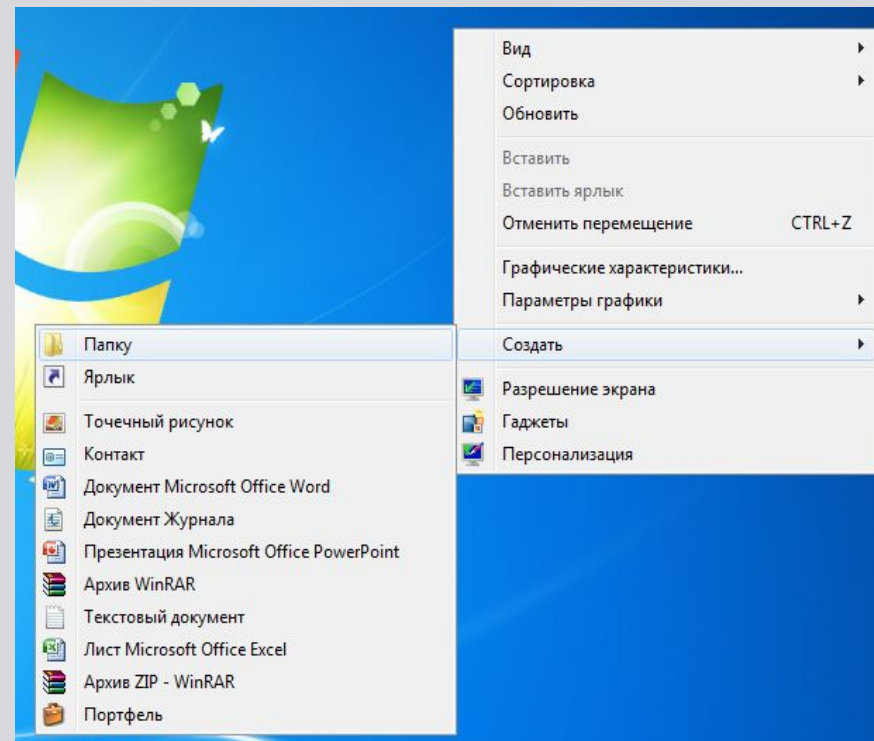 Вид
Сортировка
Обновить
Вставить
Вставить ярлык
Отменить перемещение CTRL+Z
Графические характеристики...
Параметры графики
Создать
Разрешение экрана
Гаджеты
Персонализация
Папку
Ярлык
Точечный рисунок
Контакт
Документ Microsoft Office Word
Документ Журнала
Презентация Microsoft Office PowerPoint
Архив WinRAR
Текстовый документ
Лист Microsoft Office Excel
Архив ZIP - WinRAR
Портфель